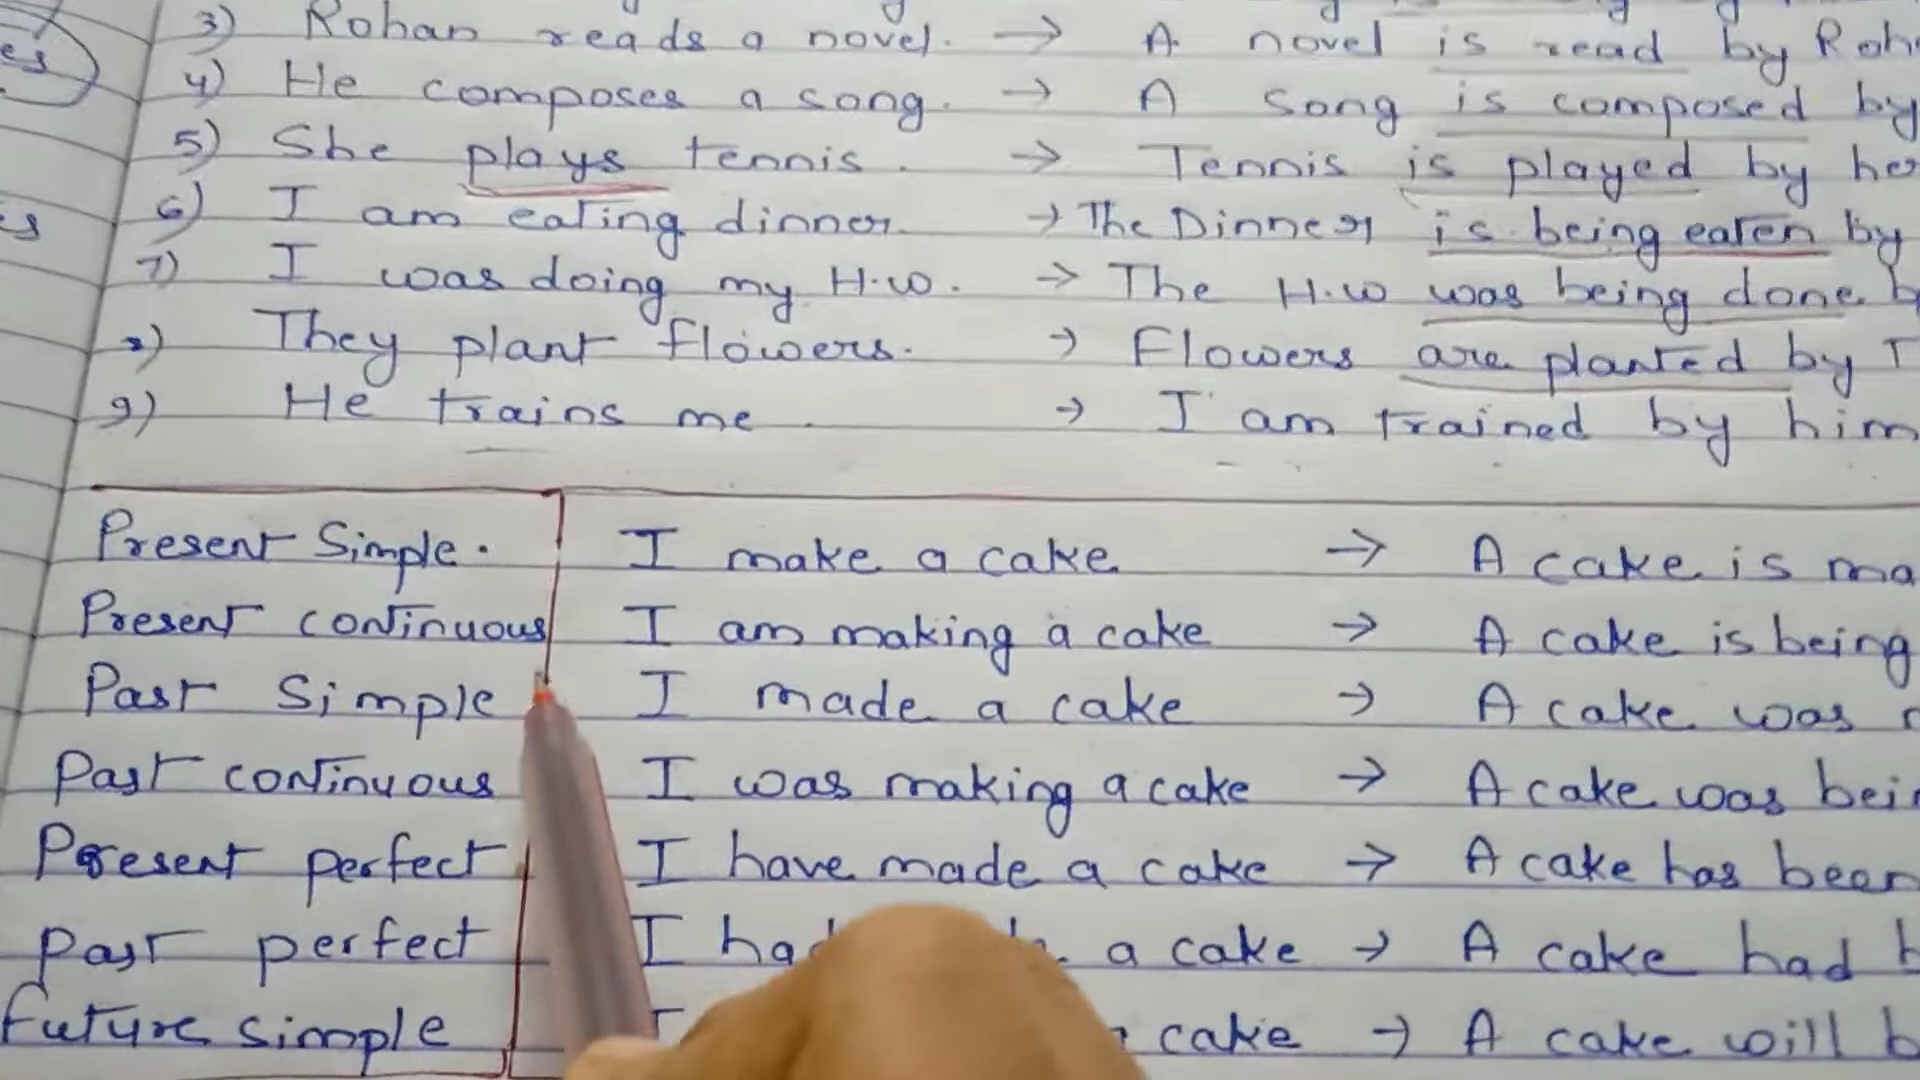 es
3) Rohan reads a novel. → A novel is read by
4) He composes a song. → A song is composed by
5) She plays tennis. → Tennis is played by her
6) I am eating dinner. → The Dinner is being eaten by
7) I was doing my H.w. → The H.w was being done
They plant flowers. → Flowers are planted by
9) He trains me. → I am trained by him
Present Simple. I make a cake → A cake is
Present continuous I am making a cake → A cake is being
Past Simple I made a cake → A cake was
Past continuous I was making a cake → A cake was
Present perfect I have made a cake → A cake has been
Past perfect I a cake → A cake had
Future simple cake → A cake will